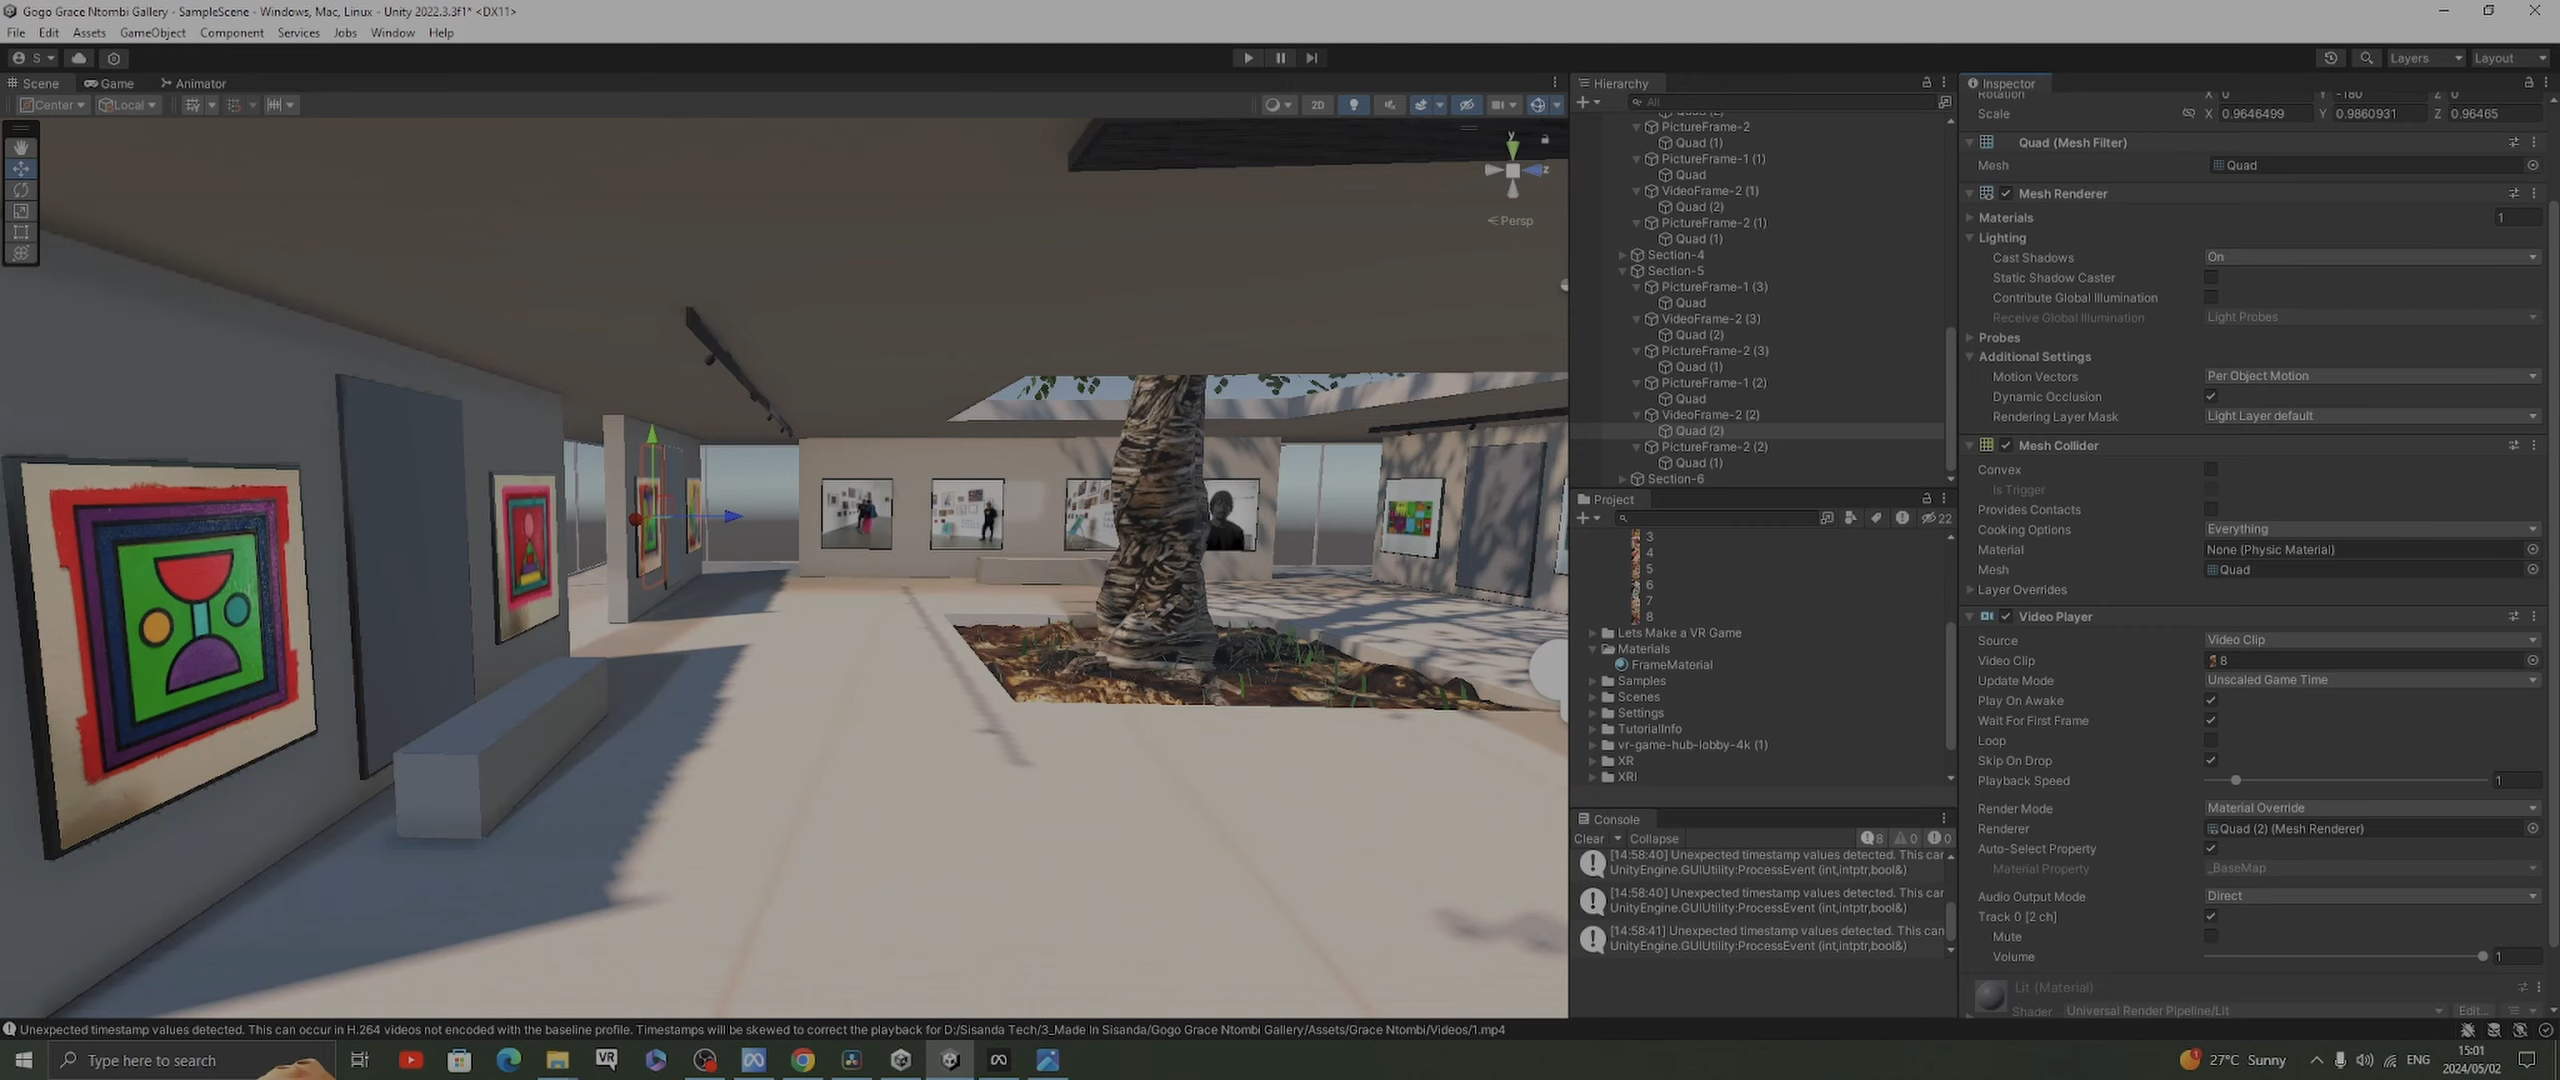 Gogo Grace Ntombi Gallery - SampleScene - Windows, Mac, Linux - Unity 2022.3.3f1* <DX11>
File Edit Assets GameObject Component Services Jobs Window Help
S Layers Layout
Scene Game Animator
Center Local 2D
y
z
Persp
Hierarchy
All
PictureFrame-2
Quad (1)
PictureFrame-1 (1)
Quad
VideoFrame-2 (1)
Quad (2)
PictureFrame-2 (1)
Quad (1)
Section-4
Section-5
PictureFrame-1 (3)
Quad
VideoFrame-2 (3)
Quad (2)
PictureFrame-2 (3)
Quad (1)
PictureFrame-1 (2)
Quad
VideoFrame-2 (2)
Quad (2)
PictureFrame-2 (2)
Quad (1)
Section-6
Project
22
3
4
5
6
7
8
Lets Make a VR Game
Materials
FrameMaterial
Samples
Scenes
Settings
TutorialInfo
vr-game-hub-lobby-4k (1)
XR
XRI
Console
Clear Collapse 8 0 0
[14:58:40] Unexpected timestamp values detected. This can
UnityEngine.GUIUtility:ProcessEvent (int,intptr,bool&)
[14:58:40] Unexpected timestamp values detected. This can
UnityEngine.GUIUtility:ProcessEvent (int,intptr,bool&)
[14:58:41] Unexpected timestamp values detected. This can
UnityEngine.GUIUtility:ProcessEvent (int,intptr,bool&)
Inspector
Rotation X 0 Y -180 Z 0
Scale X 0.9646499 Y 0.9860931 Z 0.96465
Quad (Mesh Filter)
Mesh Quad
Mesh Renderer
Materials 1
Lighting
Cast Shadows On
Static Shadow Caster
Contribute Global Illumination
Receive Global Illumination Light Probes
Probes
Additional Settings
Motion Vectors Per Object Motion
Dynamic Occlusion
Rendering Layer Mask Light Layer default
Mesh Collider
Convex
Is Trigger
Provides Contacts
Cooking Options Everything
Material None (Physic Material)
Mesh Quad
Layer Overrides
Video Player
Source Video Clip
Video Clip 8
Update Mode Unscaled Game Time
Play On Awake
Wait For First Frame
Loop
Skip On Drop
Playback Speed 1
Render Mode Material Override
Renderer Quad (2) (Mesh Renderer)
Auto-Select Property
Material Property _BaseMap
Audio Output Mode Direct
Track 0 [2 ch]
Mute
Volume 1
Lit (Material)
Shader Universal Render Pipeline/Lit Edit...
Unexpected timestamp values detected. This can occur in H.264 videos not encoded with the baseline profile. Timestamps will be skewed to correct the playback for D:/Sisanda Tech/3_Made In Sisanda/Gogo Grace Ntombi Gallery/Assets/Grace Ntombi/Videos/1.mp4
Type here to search
VR
27°C Sunny
ENG
15:01
2024/05/02